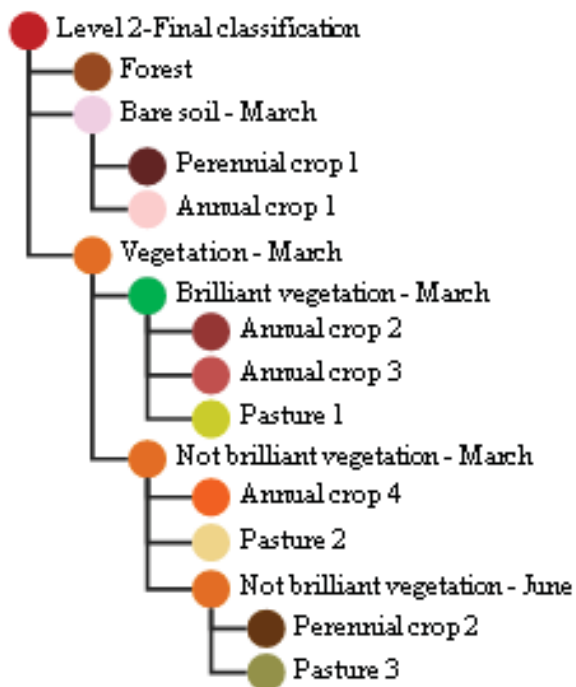 Level 2-Final classification
Forest
Bare soil - March
Perennial crop 1
Annual crop 1
Vegetation - March
Brilliant vegetation - March
Annual crop 2
Annual crop 3
Pasture 1
Not brilliant vegetation - March
Annual crop 4
Pasture 2
Not brilliant vegetation - June
Perennial crop 2
Pasture 3